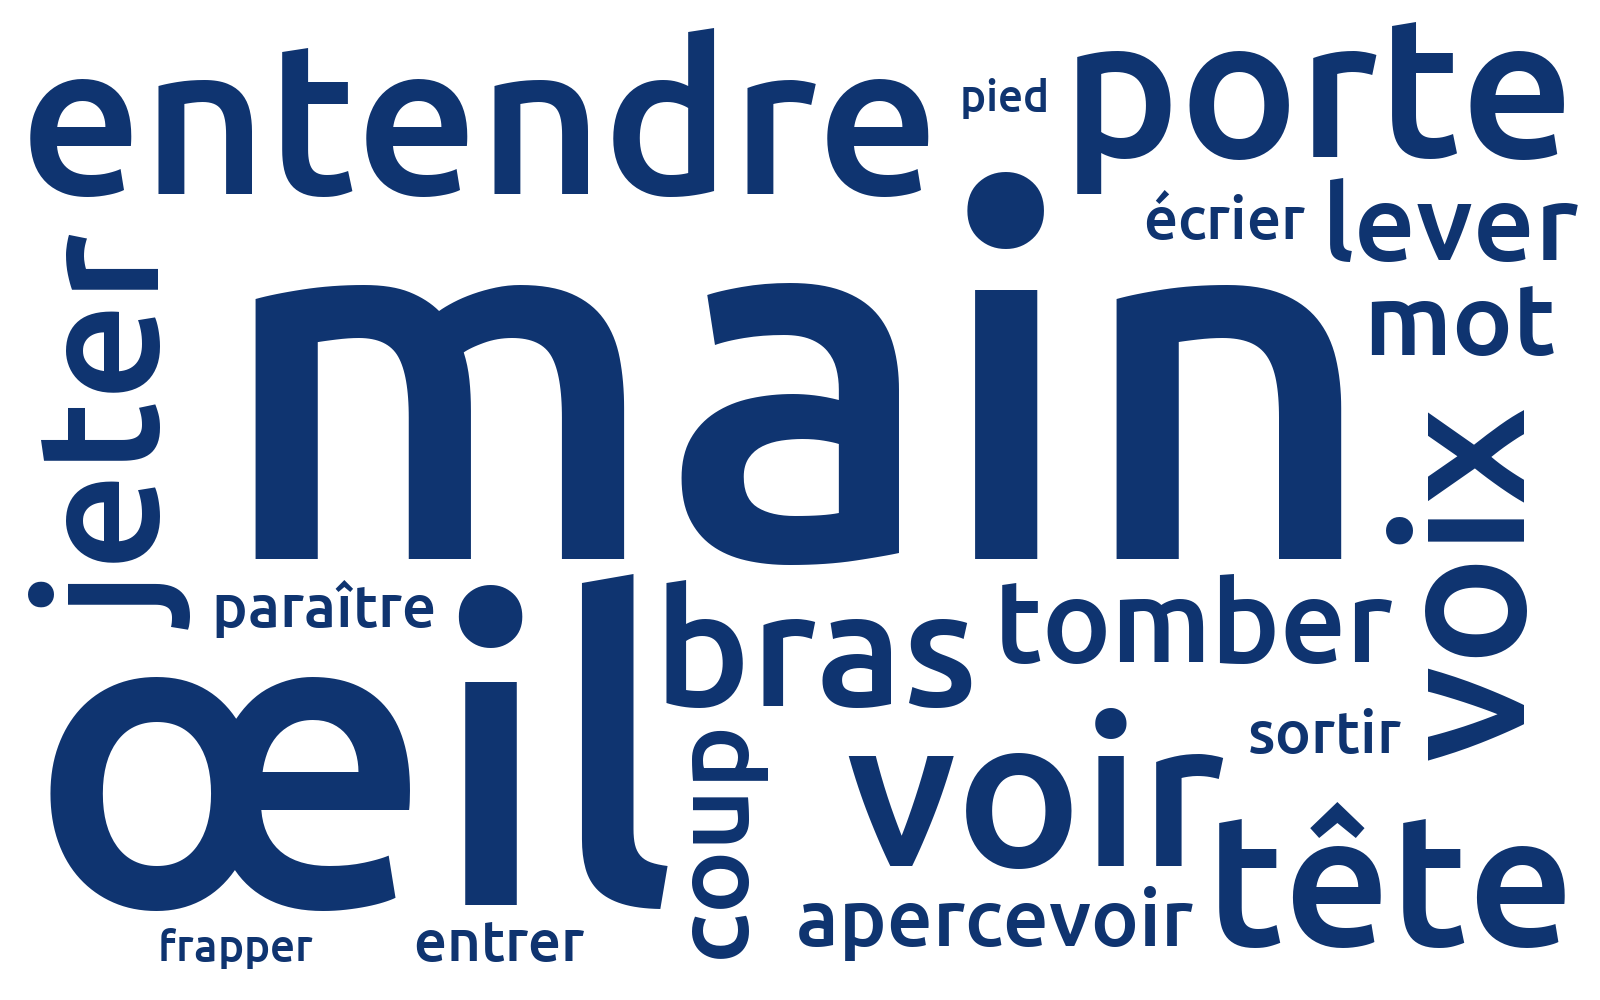 entendre
pied
porte
écrier
lever
jeter
main
mot
voix
paraître
œil
bras
tomber
coup
voir
sortir
tête
apercevoir
frapper
entrer